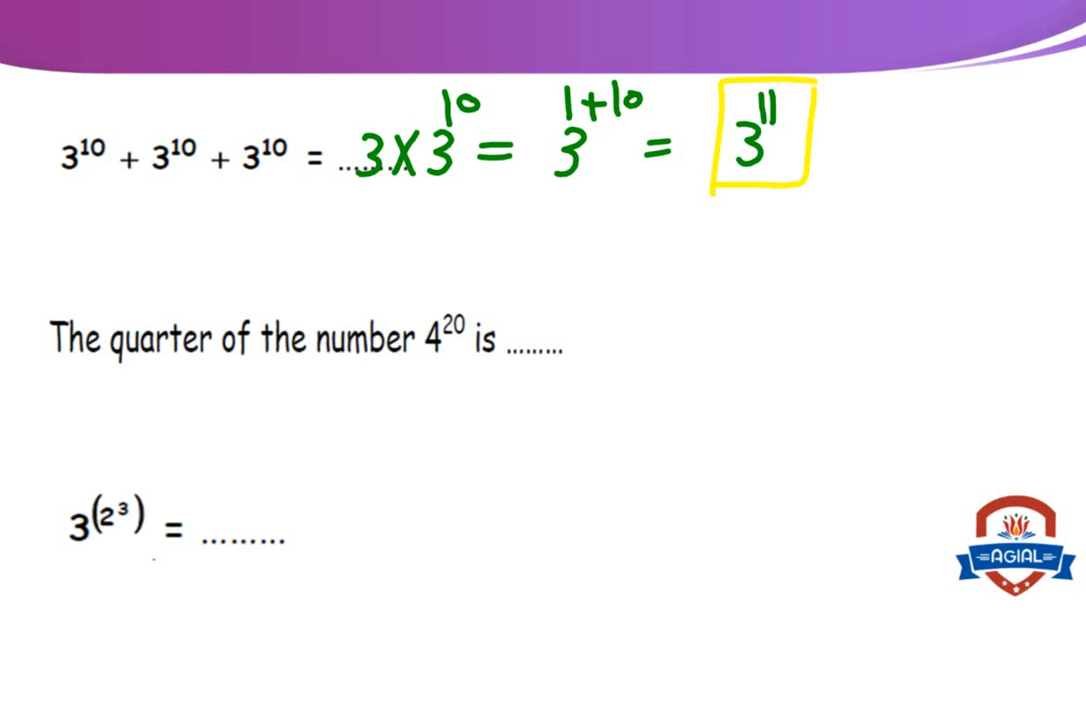 3¹⁰ + 3¹⁰ + 3¹⁰ = ......... 3 × 3¹⁰ = 3¹⁺¹⁰ = 3¹¹
The quarter of the number 4²⁰ is .........
3^(2³) = .........
AGIAL